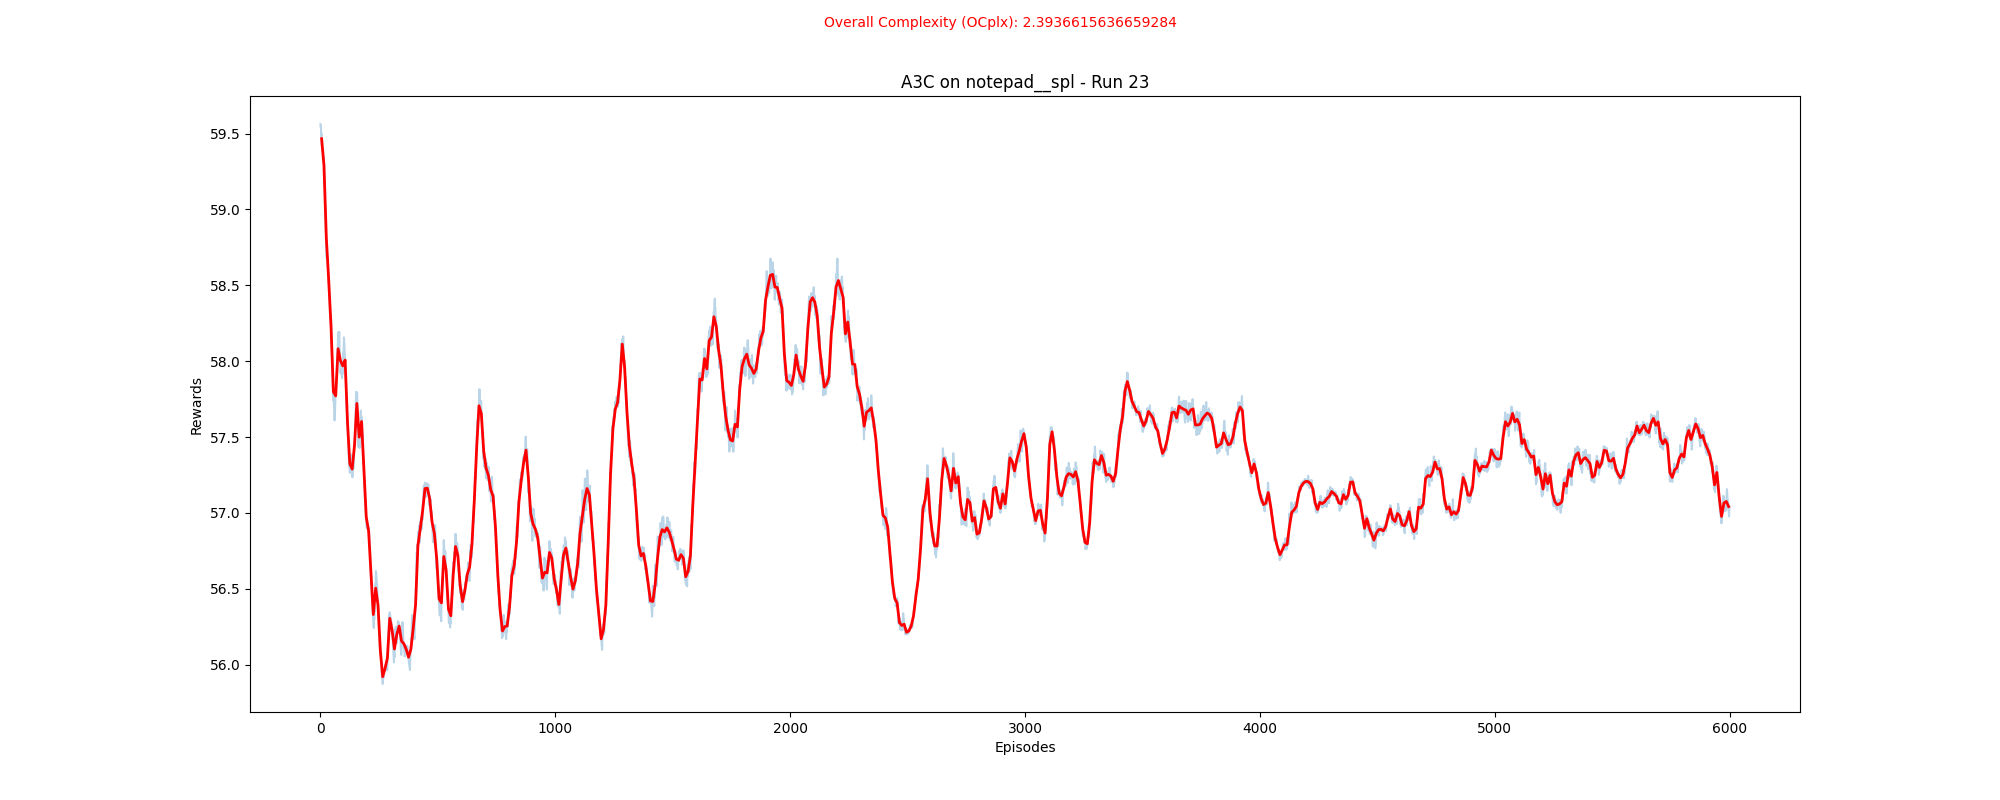 Overall Complexity (OCplx): 2.3936615636659284
A3C on notepad__spl - Run 23
59.5
59.0
58.5
58.0
57.5
57.0
56.5
56.0
Rewards
0 1000 2000 3000 4000 5000 6000
Episodes